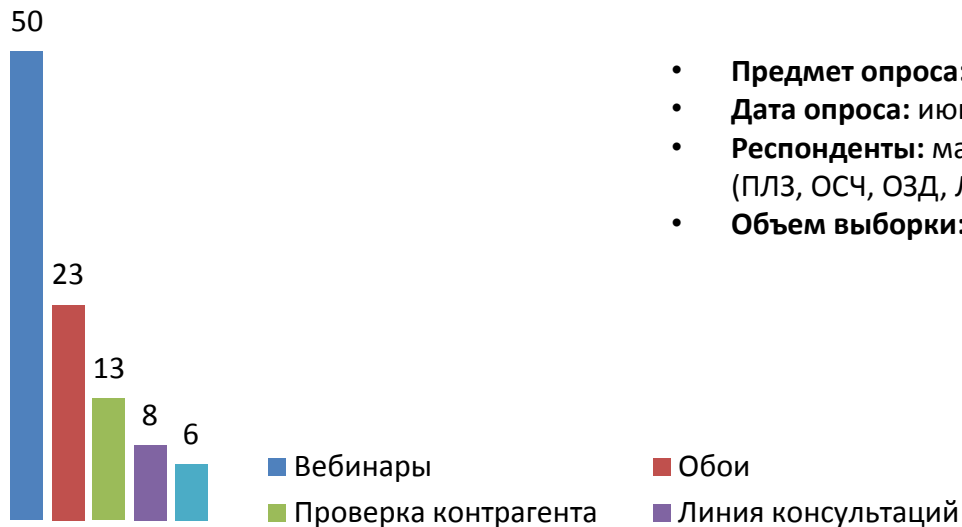 50
23
13
8
6
• Предмет опроса:
• Дата опроса:
• Респонденты:
(ПЛЗ, ОСЧ, ОЗД,
• Объем выборки:
Вебинары
Обои
Проверка контрагента
Линия консультаций